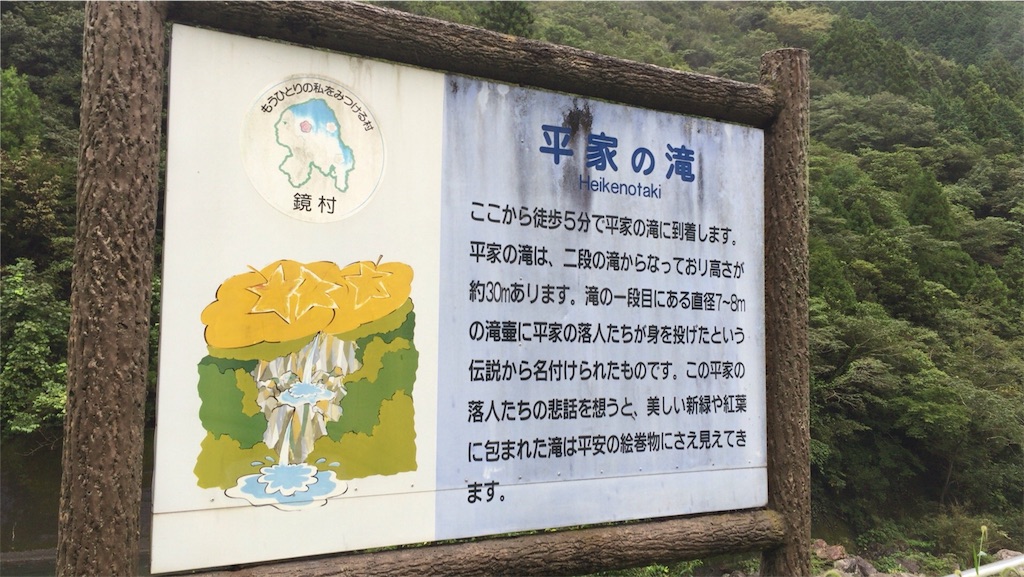 もうひとりの私をみつける村
鏡村
平家の滝
Heikenotaki
ここから徒歩5分で平家の滝に到着します。
平家の滝は、二段の滝からなっており高さが
約30mあります。滝の一段目にある直径7~8m
の滝壷に平家の落人たちが身を投げたという
伝説から名付けられたものです。この平家の
落人たちの悲話を想うと、美しい新緑や紅葉
に包まれた滝は平安の絵巻物にさえ見えてき
ます。